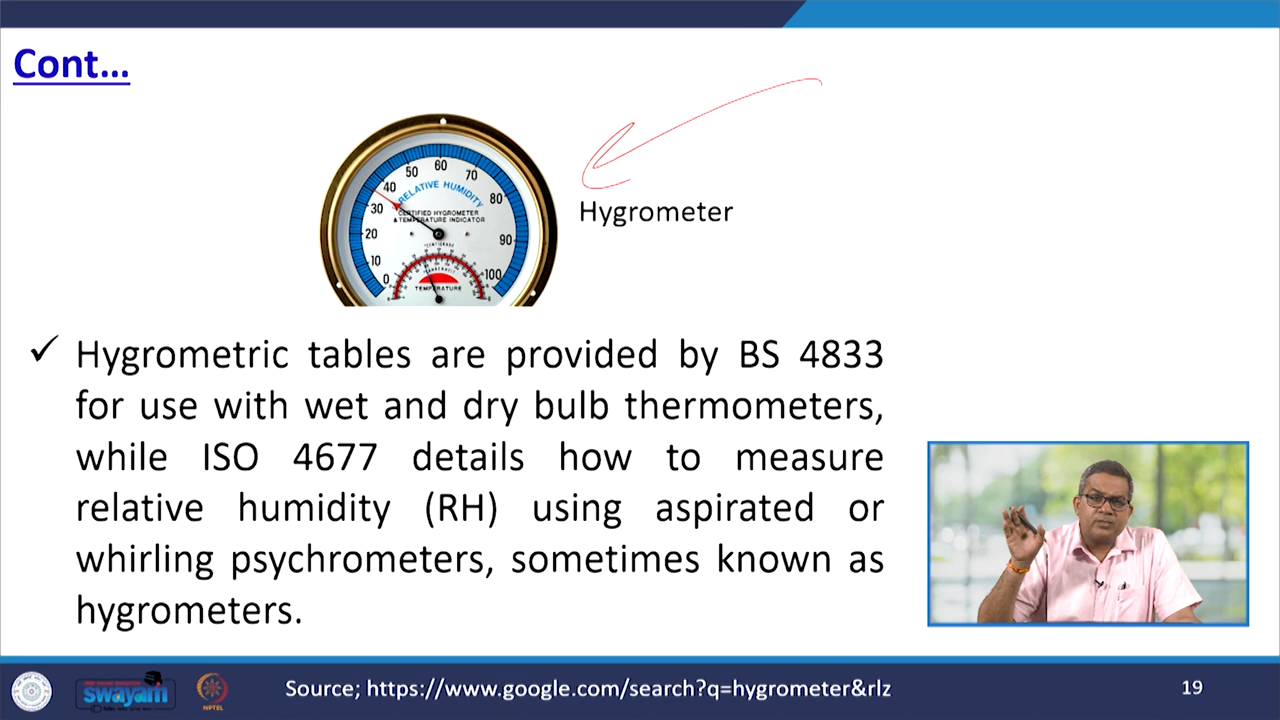 Cont...
0
10
20
30
40
50
60
70
80
90
100
RELATIVE HUMIDITY
CERTIFIED HYGROMETER
& TEMPERATURE INDICATOR
TEMPERATURE
Hygrometer
✓ Hygrometric tables are provided by BS 4833
for use with wet and dry bulb thermometers,
while ISO 4677 details how to measure
relative humidity (RH) using aspirated or
whirling psychrometers, sometimes known as
hygrometers.
swayam
NPTEL
Source; https://www.google.com/search?q=hygrometer&rlz
19